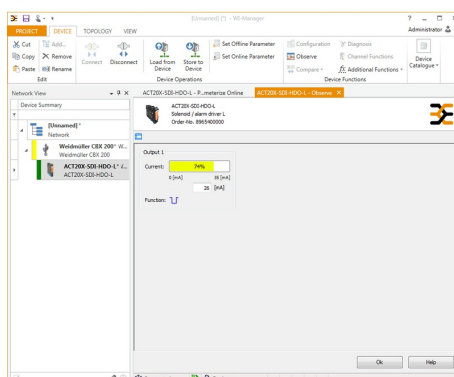 [Unnamed] (*) - WI-Manager
PROJECT DEVICE TOPOLOGY VIEW Administrator
Cut Add... Set Offline Parameter Configuration Diagnosis
Copy Remove Connect Disconnect Load from Device Store to Device Set Online Parameter Observe Channel Functions Device Catalogue
Paste Rename Compare Additional Functions
Edit Device Operations Device Functions
Network View ACT20X-SDI-HDO-L - P...meterize Online ACT20X-SDI-HDO-L - Observe
Device Summary
ACT20X-SDI-HDO-L
Solenoid / alarm driver L
Order-No. 8965400000
[Unnamed] *
Network
Weidmüller CBX 200* W...
Weidmüller CBX 200
ACT20X-SDI-HDO-L*
ACT20X-SDI-HDO-L
Output 1
Current: 74%
0 [mA] 35 [mA]
26 [mA]
Function:
Ok Help